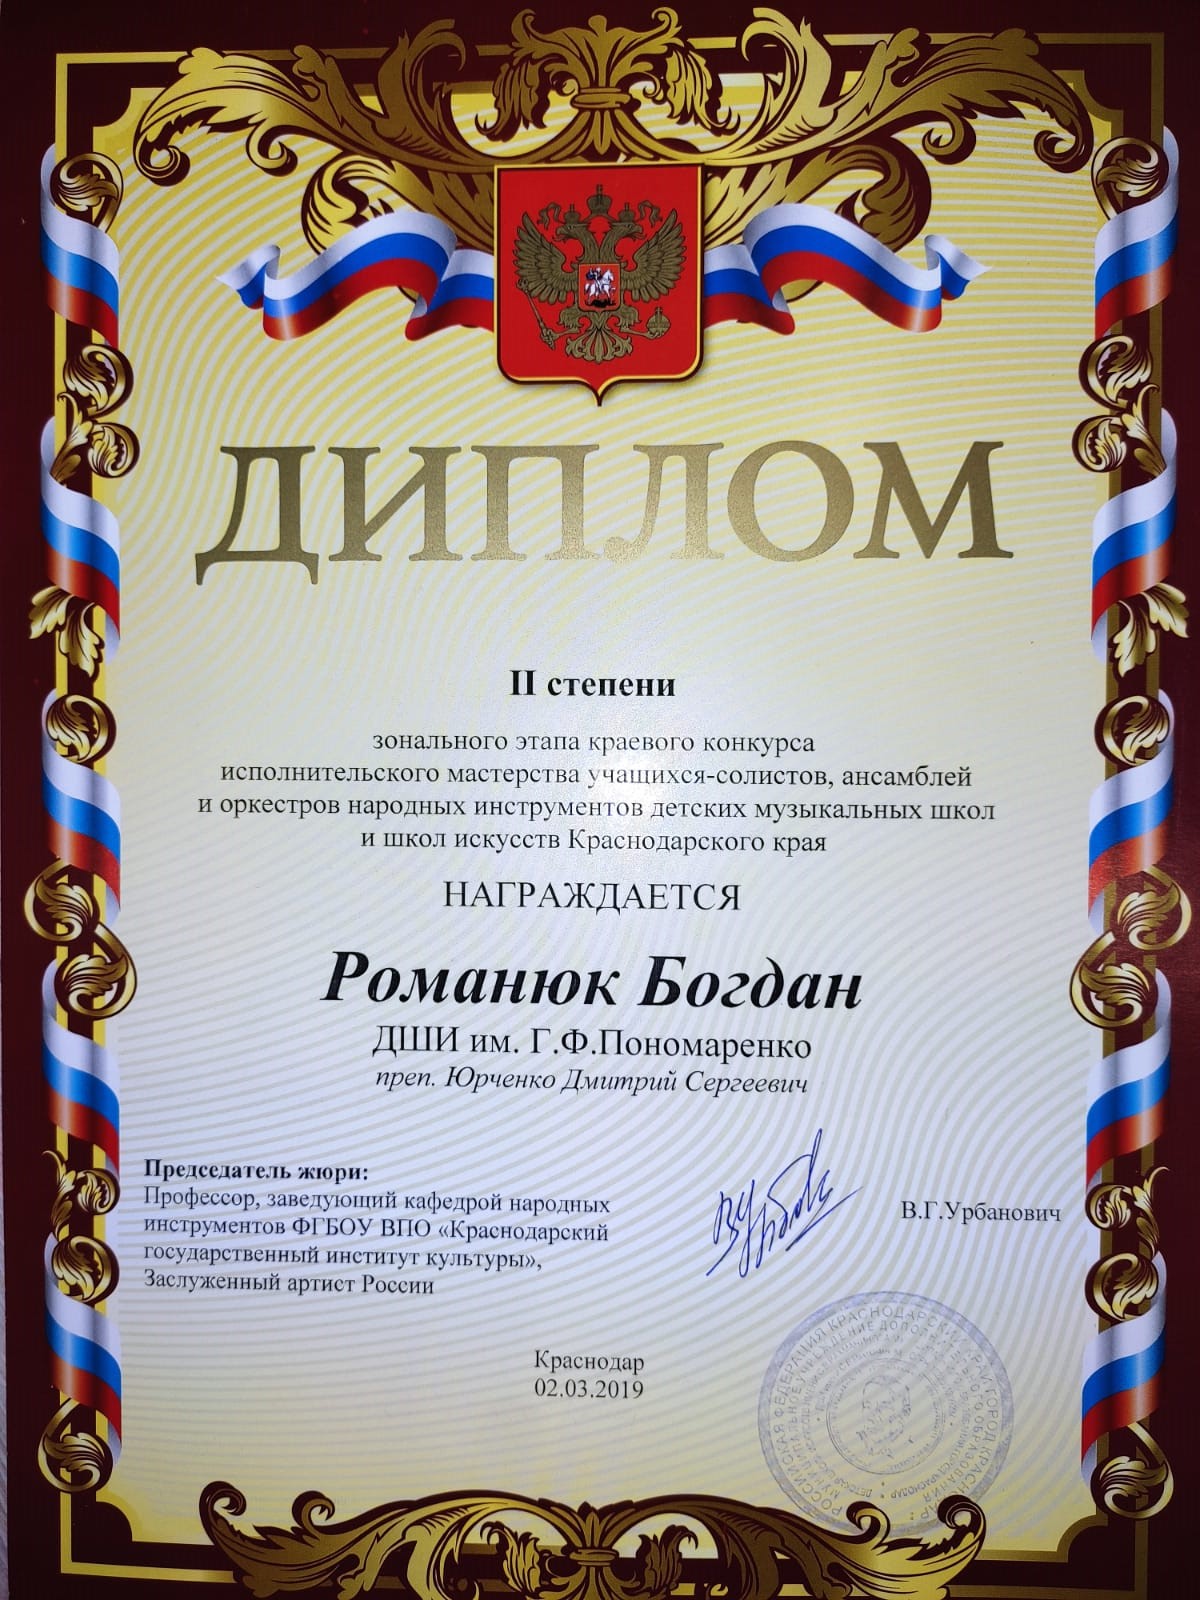 ДИПЛОМ
II степени
зонального этапа краевого конкурса
исполнительского мастерства учащихся-солистов, ансамблей
и оркестров народных инструментов детских музыкальных школ
и школ искусств Краснодарского края
НАГРАЖДАЕТСЯ
Романюк Богдан
ДШИ им. Г.Ф.Пономаренко
преп. Юрченко Дмитрий Сергеевич
Председатель жюри:
Профессор, заведующий кафедрой народных
инструментов ФГБОУ ВПО «Краснодарский
государственный институт культуры»,
Заслуженный артист России
В.Г.Урбанович
Краснодар
02.03.2019
РОССИЙСКАЯ ФЕДЕРАЦИЯ КРАСНОДАРСКИЙ КРАЙ ГОРОД КРАСНОДАР